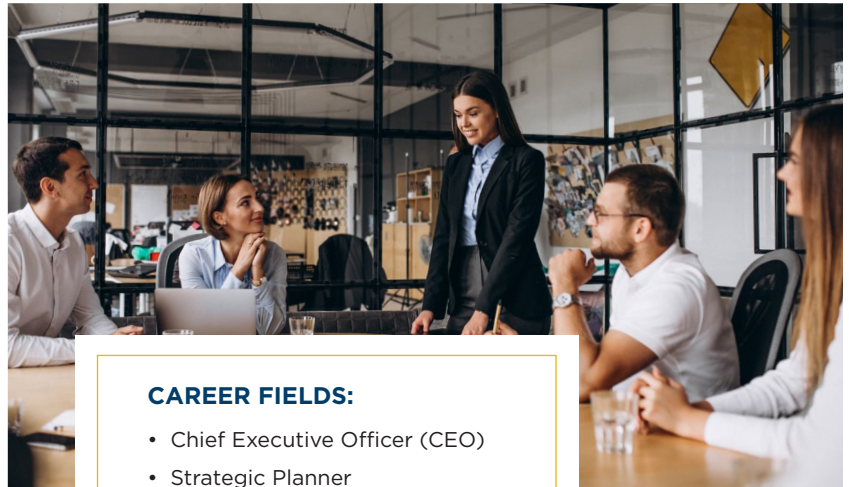 CAREER FIELDS:
• Chief Executive Officer (CEO)
• Strategic Planner